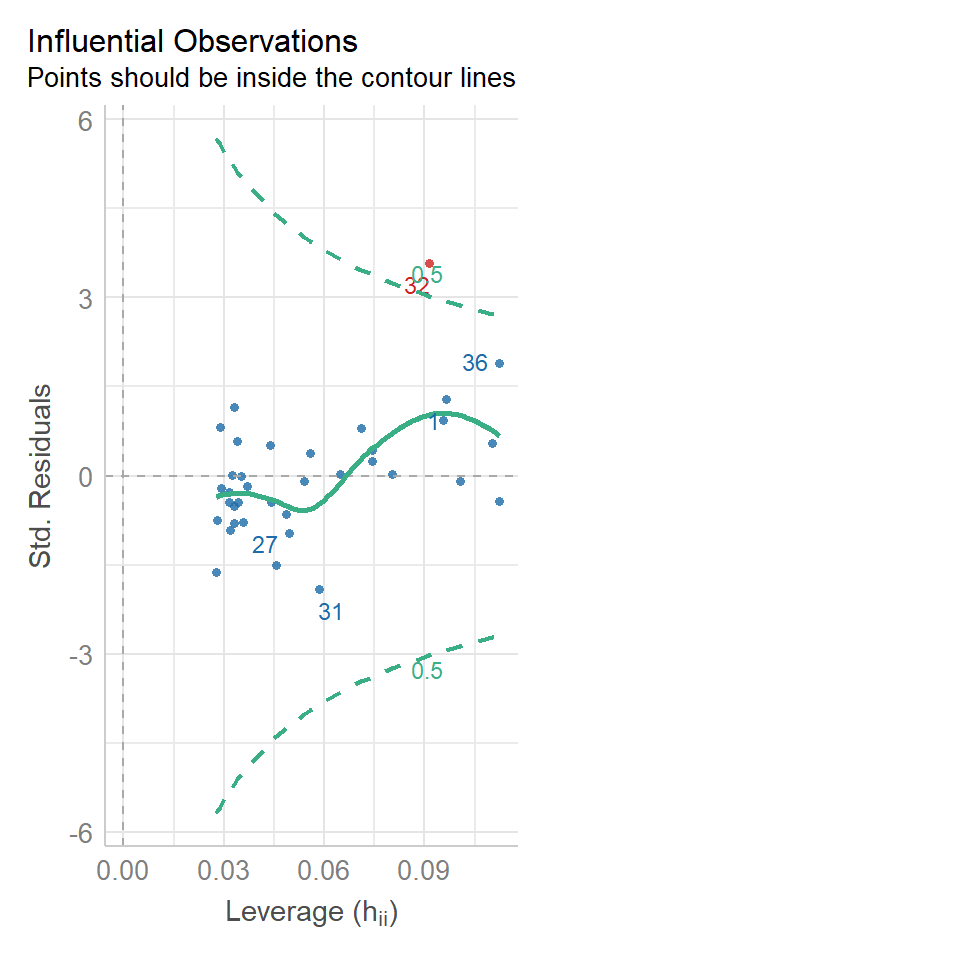 Influential Observations
Points should be inside the contour lines
6
3
0
-3
-6
Std. Residuals
0.5
32
36
1
27
31
0.5
0.00 0.03 0.06 0.09
Leverage (hii)